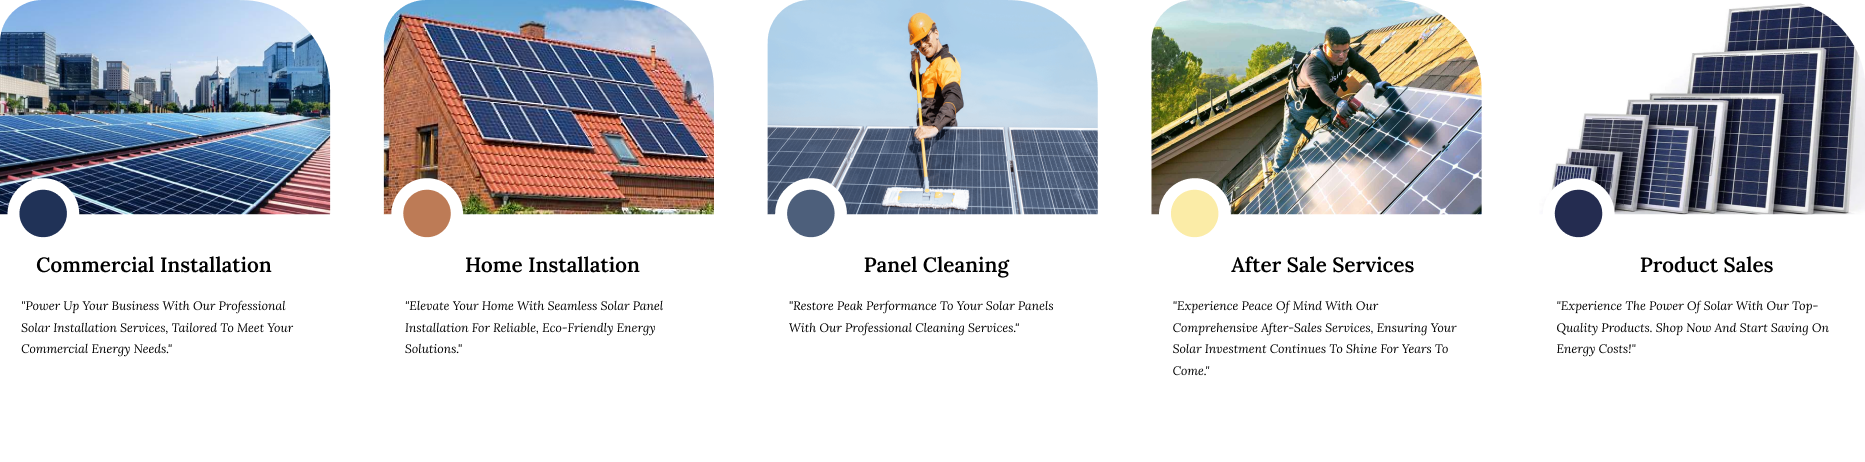 Commercial Installation
"Power Up Your Business With Our Professional
Solar Installation Services, Tailored To Meet Your
Commercial Energy Needs."
Home Installation
"Elevate Your Home With Seamless Solar Panel
Installation For Reliable, Eco-Friendly Energy
Solutions."
Panel Cleaning
"Restore Peak Performance To Your Solar Panels
With Our Professional Cleaning Services."
After Sale Services
"Experience Peace Of Mind With Our
Comprehensive After-Sales Services, Ensuring Your
Solar Investment Continues To Shine For Years To
Come."
Product Sales
"Experience The Power Of Solar With Our Top-
Quality Products. Shop Now And Start Saving On
Energy Costs!"